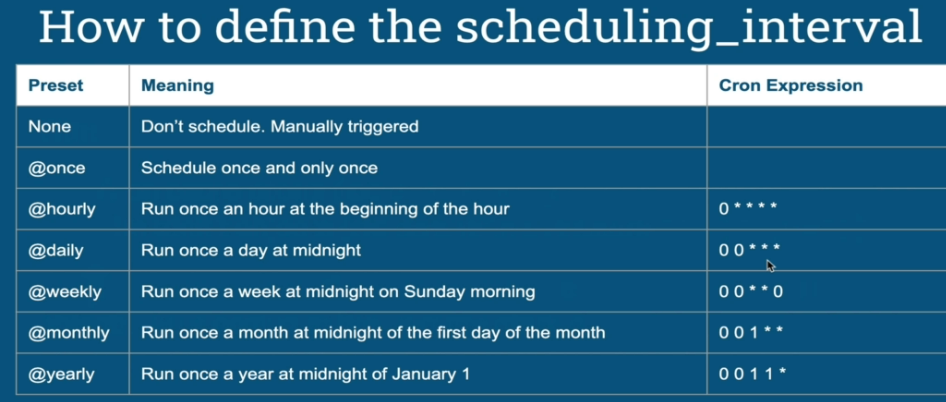 How to define the scheduling_interval
Preset Meaning Cron Expression
None Don't schedule. Manually triggered
@once Schedule once and only once
@hourly Run once an hour at the beginning of the hour 0 * * * *
@daily Run once a day at midnight 0 0 * * *
@weekly Run once a week at midnight on Sunday morning 0 0 * * 0
@monthly Run once a month at midnight of the first day of the month 0 0 1 * *
@yearly Run once a year at midnight of January 1 0 0 1 1 *